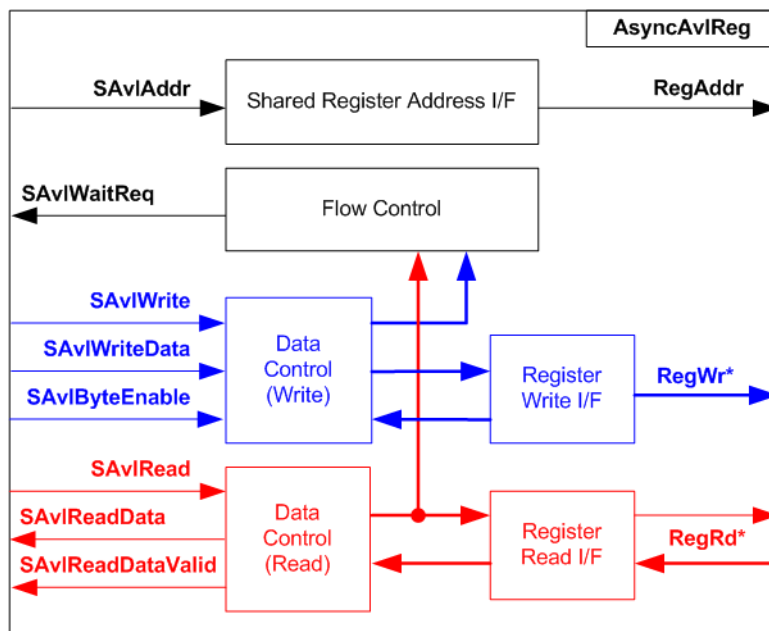 AsyncAvlReg
SAvlAddr
Shared Register Address I/F
RegAddr
SAvlWaitReq
Flow Control
SAvlWrite
SAvlWriteData
SAvlByteEnable
Data
Control
(Write)
Register
Write I/F
RegWr*
SAvlRead
SAvlReadData
SAvlReadDataValid
Data
Control
(Read)
Register
Read I/F
RegRd*